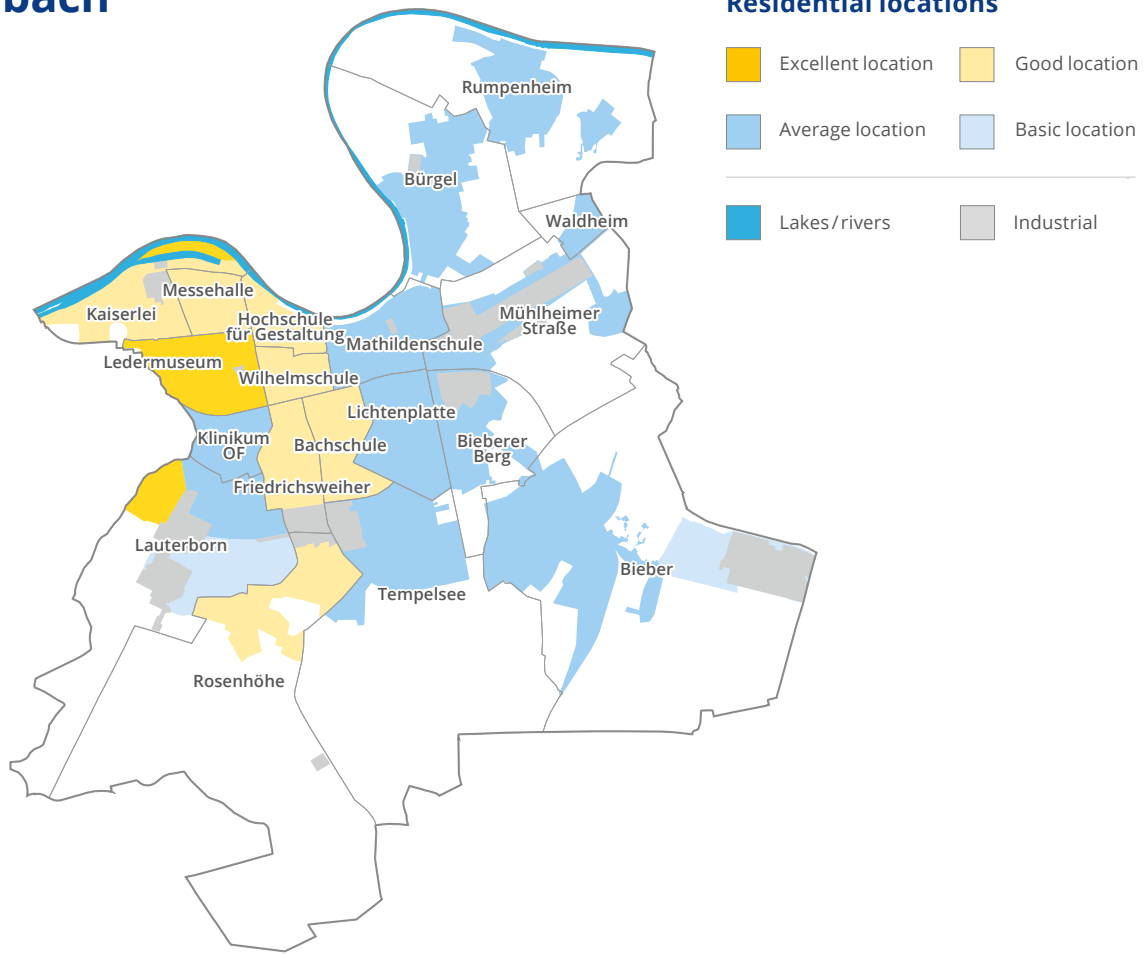 bach
Residential locations
Excellent location
Good location
Average location
Basic location
Lakes/rivers
Industrial
Rumpenheim
Bürgel
Waldheim
Messehalle
Kaiserlei
Hochschule
für Gestaltung
Mühlheimer
Straße
Mathildenschule
Ledermuseum
Wilhelmschule
Lichtenplatte
Klinikum
OF
Bachschule
Bieberer
Berg
Friedrichsweiher
Lauterborn
Bieber
Tempelsee
Rosenhöhe